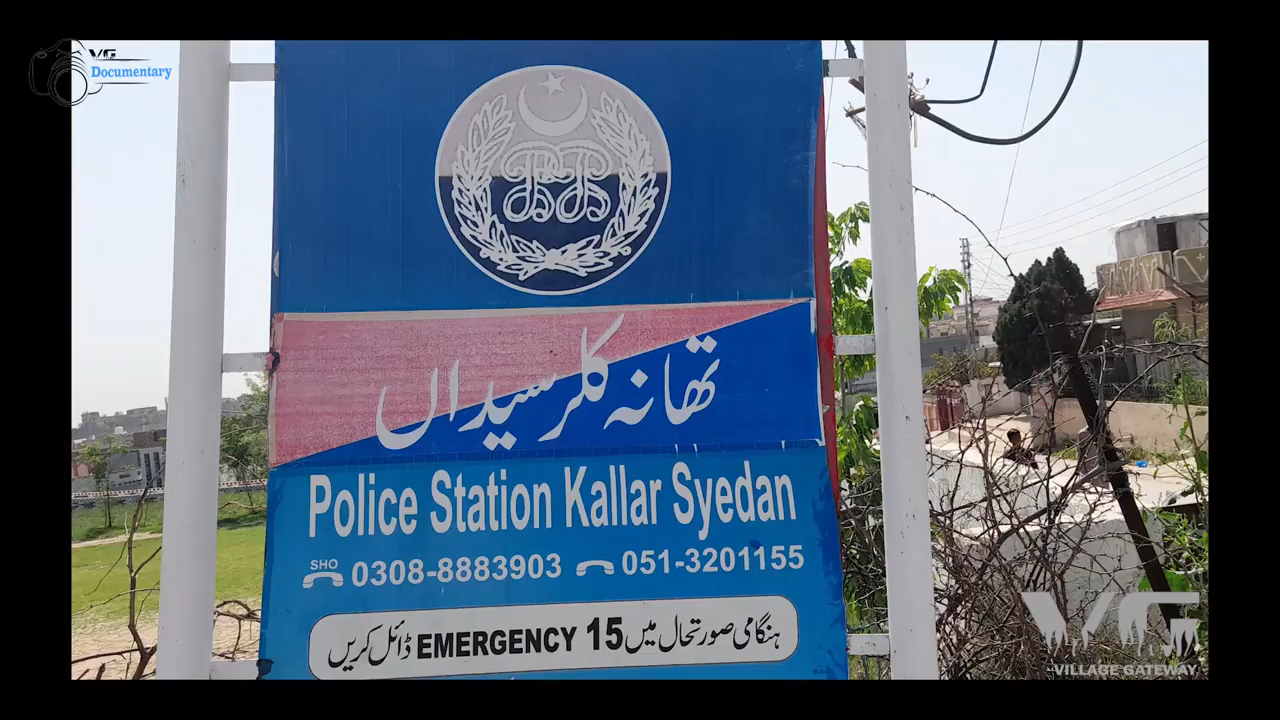 VG
Documentary
PP
تھانہ کلر سیداں
Police Station Kallar Syedan
SHO
0308-8883903 051-3201155
ہنگامی صورتحال میں 15 EMERGENCY ڈائل کریں
VG
VILLAGE GATEWAY